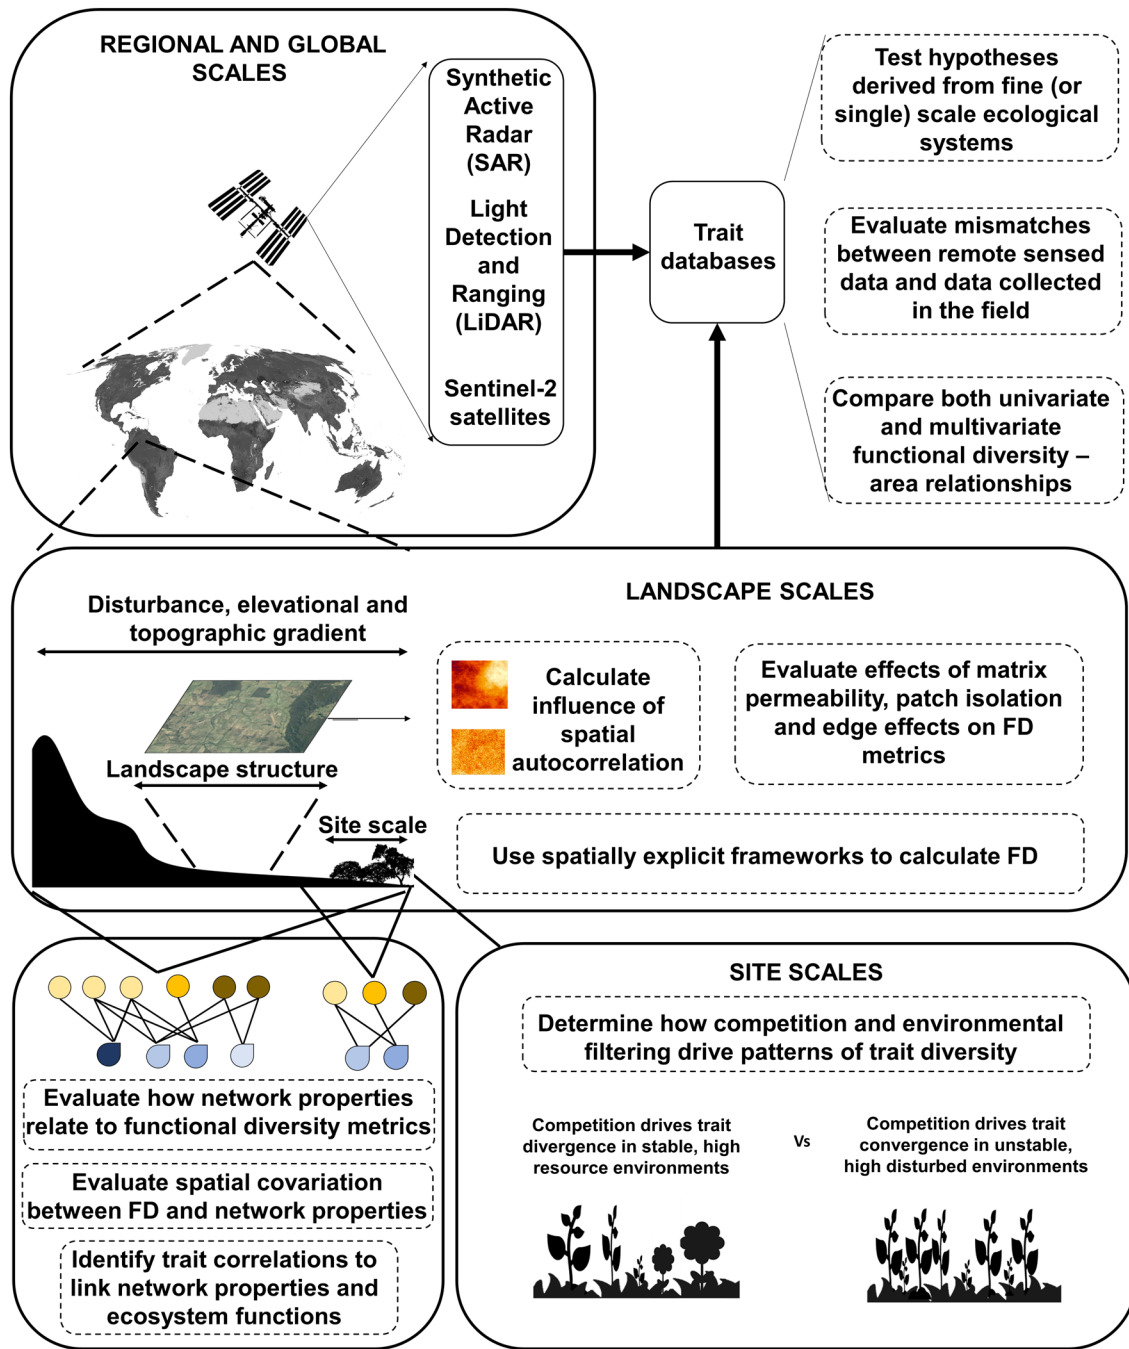 REGIONAL AND GLOBAL
SCALES
Synthetic
Active
Radar
(SAR)
Light
Detection
and
Ranging
(LiDAR)
Sentinel-2
satellites
Trait
databases
Test hypotheses
derived from fine (or
single) scale ecological
systems
Evaluate mismatches
between remote sensed
data and data collected
in the field
Compare both univariate
and multivariate
functional diversity –
area relationships
LANDSCAPE SCALES
Disturbance, elevational and
topographic gradient
Landscape structure
Site scale
Calculate
influence of
spatial
autocorrelation
Evaluate effects of matrix
permeability, patch isolation
and edge effects on FD
metrics
Use spatially explicit frameworks to calculate FD
Evaluate how network properties
relate to functional diversity metrics
Evaluate spatial covariation
between FD and network properties
Identify trait correlations to
link network properties and
ecosystem functions
SITE SCALES
Determine how competition and environmental
filtering drive patterns of trait diversity
Competition drives trait
divergence in stable, high
resource environments
Vs
Competition drives trait
convergence in unstable,
high disturbed environments